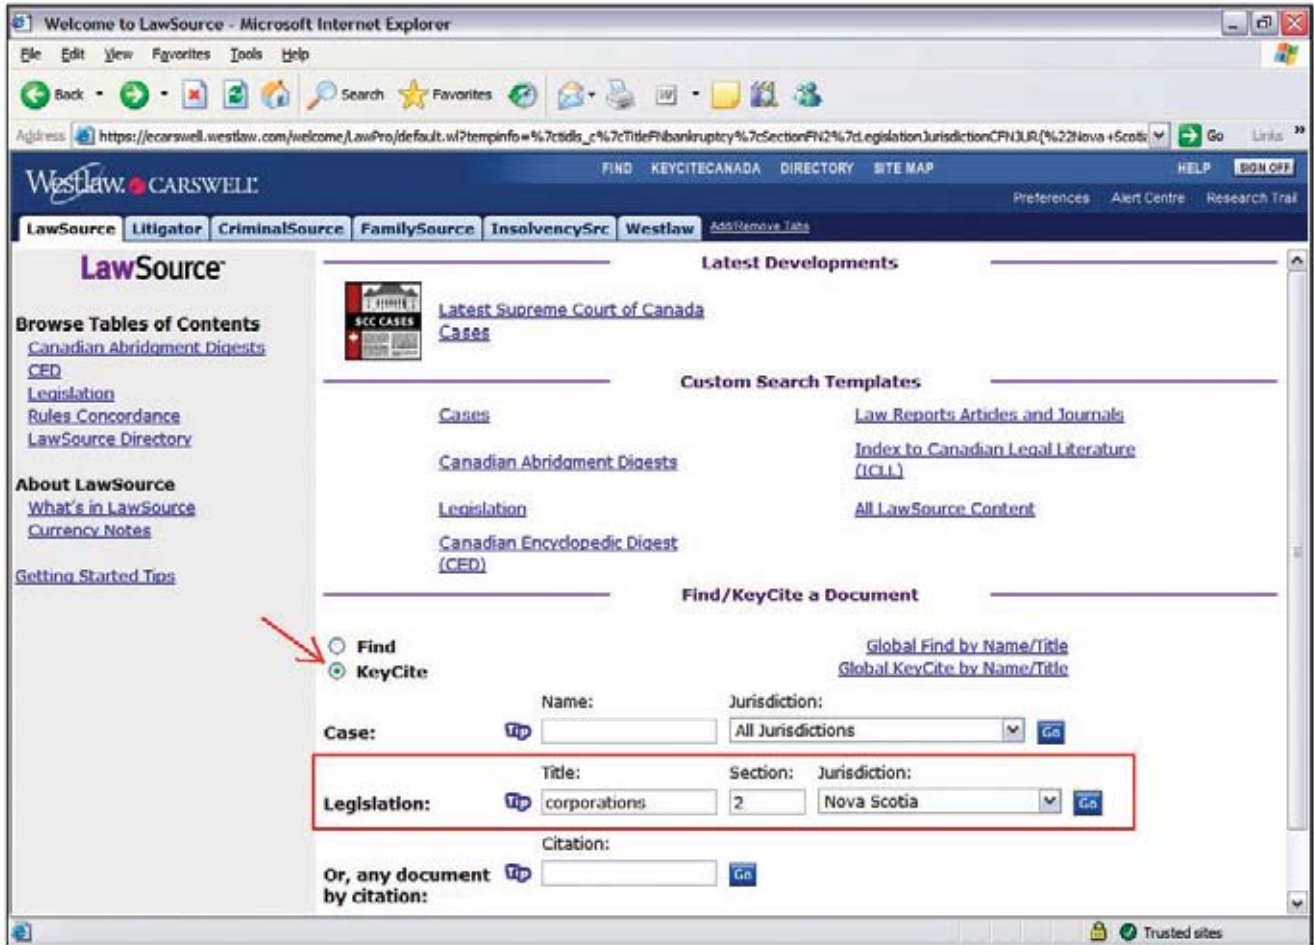 Welcome to LawSource - Microsoft Internet Explorer
File Edit View Favorites Tools Help
Back Search Favorites
Address https://ecarswell.westlaw.com/welcome/LawPro/default.wl?tempinfo=%7ctidls_c%7cTitleFNbankruptcy%7cSectionFN2%7cLegislationJurisdictionCFNJUR(%22Nova+Scotia Go Links »
Westlaw. CARSWELL FIND KEYCITECANADA DIRECTORY SITE MAP HELP SIGN OFF
Preferences Alert Centre Research Trail
LawSource Litigator CriminalSource FamilySource InsolvencySrc Westlaw Add/Remove Tabs
LawSource
Browse Tables of Contents
Canadian Abridgment Digests
CED
Legislation
Rules Concordance
LawSource Directory
About LawSource
What's in LawSource
Currency Notes
Getting Started Tips
Latest Developments
SCC CASES
Latest Supreme Court of Canada
Cases
Custom Search Templates
Cases Law Reports Articles and Journals
Canadian Abridgment Digests Index to Canadian Legal Literature
(ICLL)
Legislation All LawSource Content
Canadian Encyclopedic Digest
(CED)
Find/KeyCite a Document
Find Global Find by Name/Title
KeyCite Global KeyCite by Name/Title
Name: Jurisdiction:
Case: Tip All Jurisdictions Go
Title: Section: Jurisdiction:
Legislation: Tip corporations 2 Nova Scotia Go
Citation:
Or, any document Tip Go
by citation:
Trusted sites